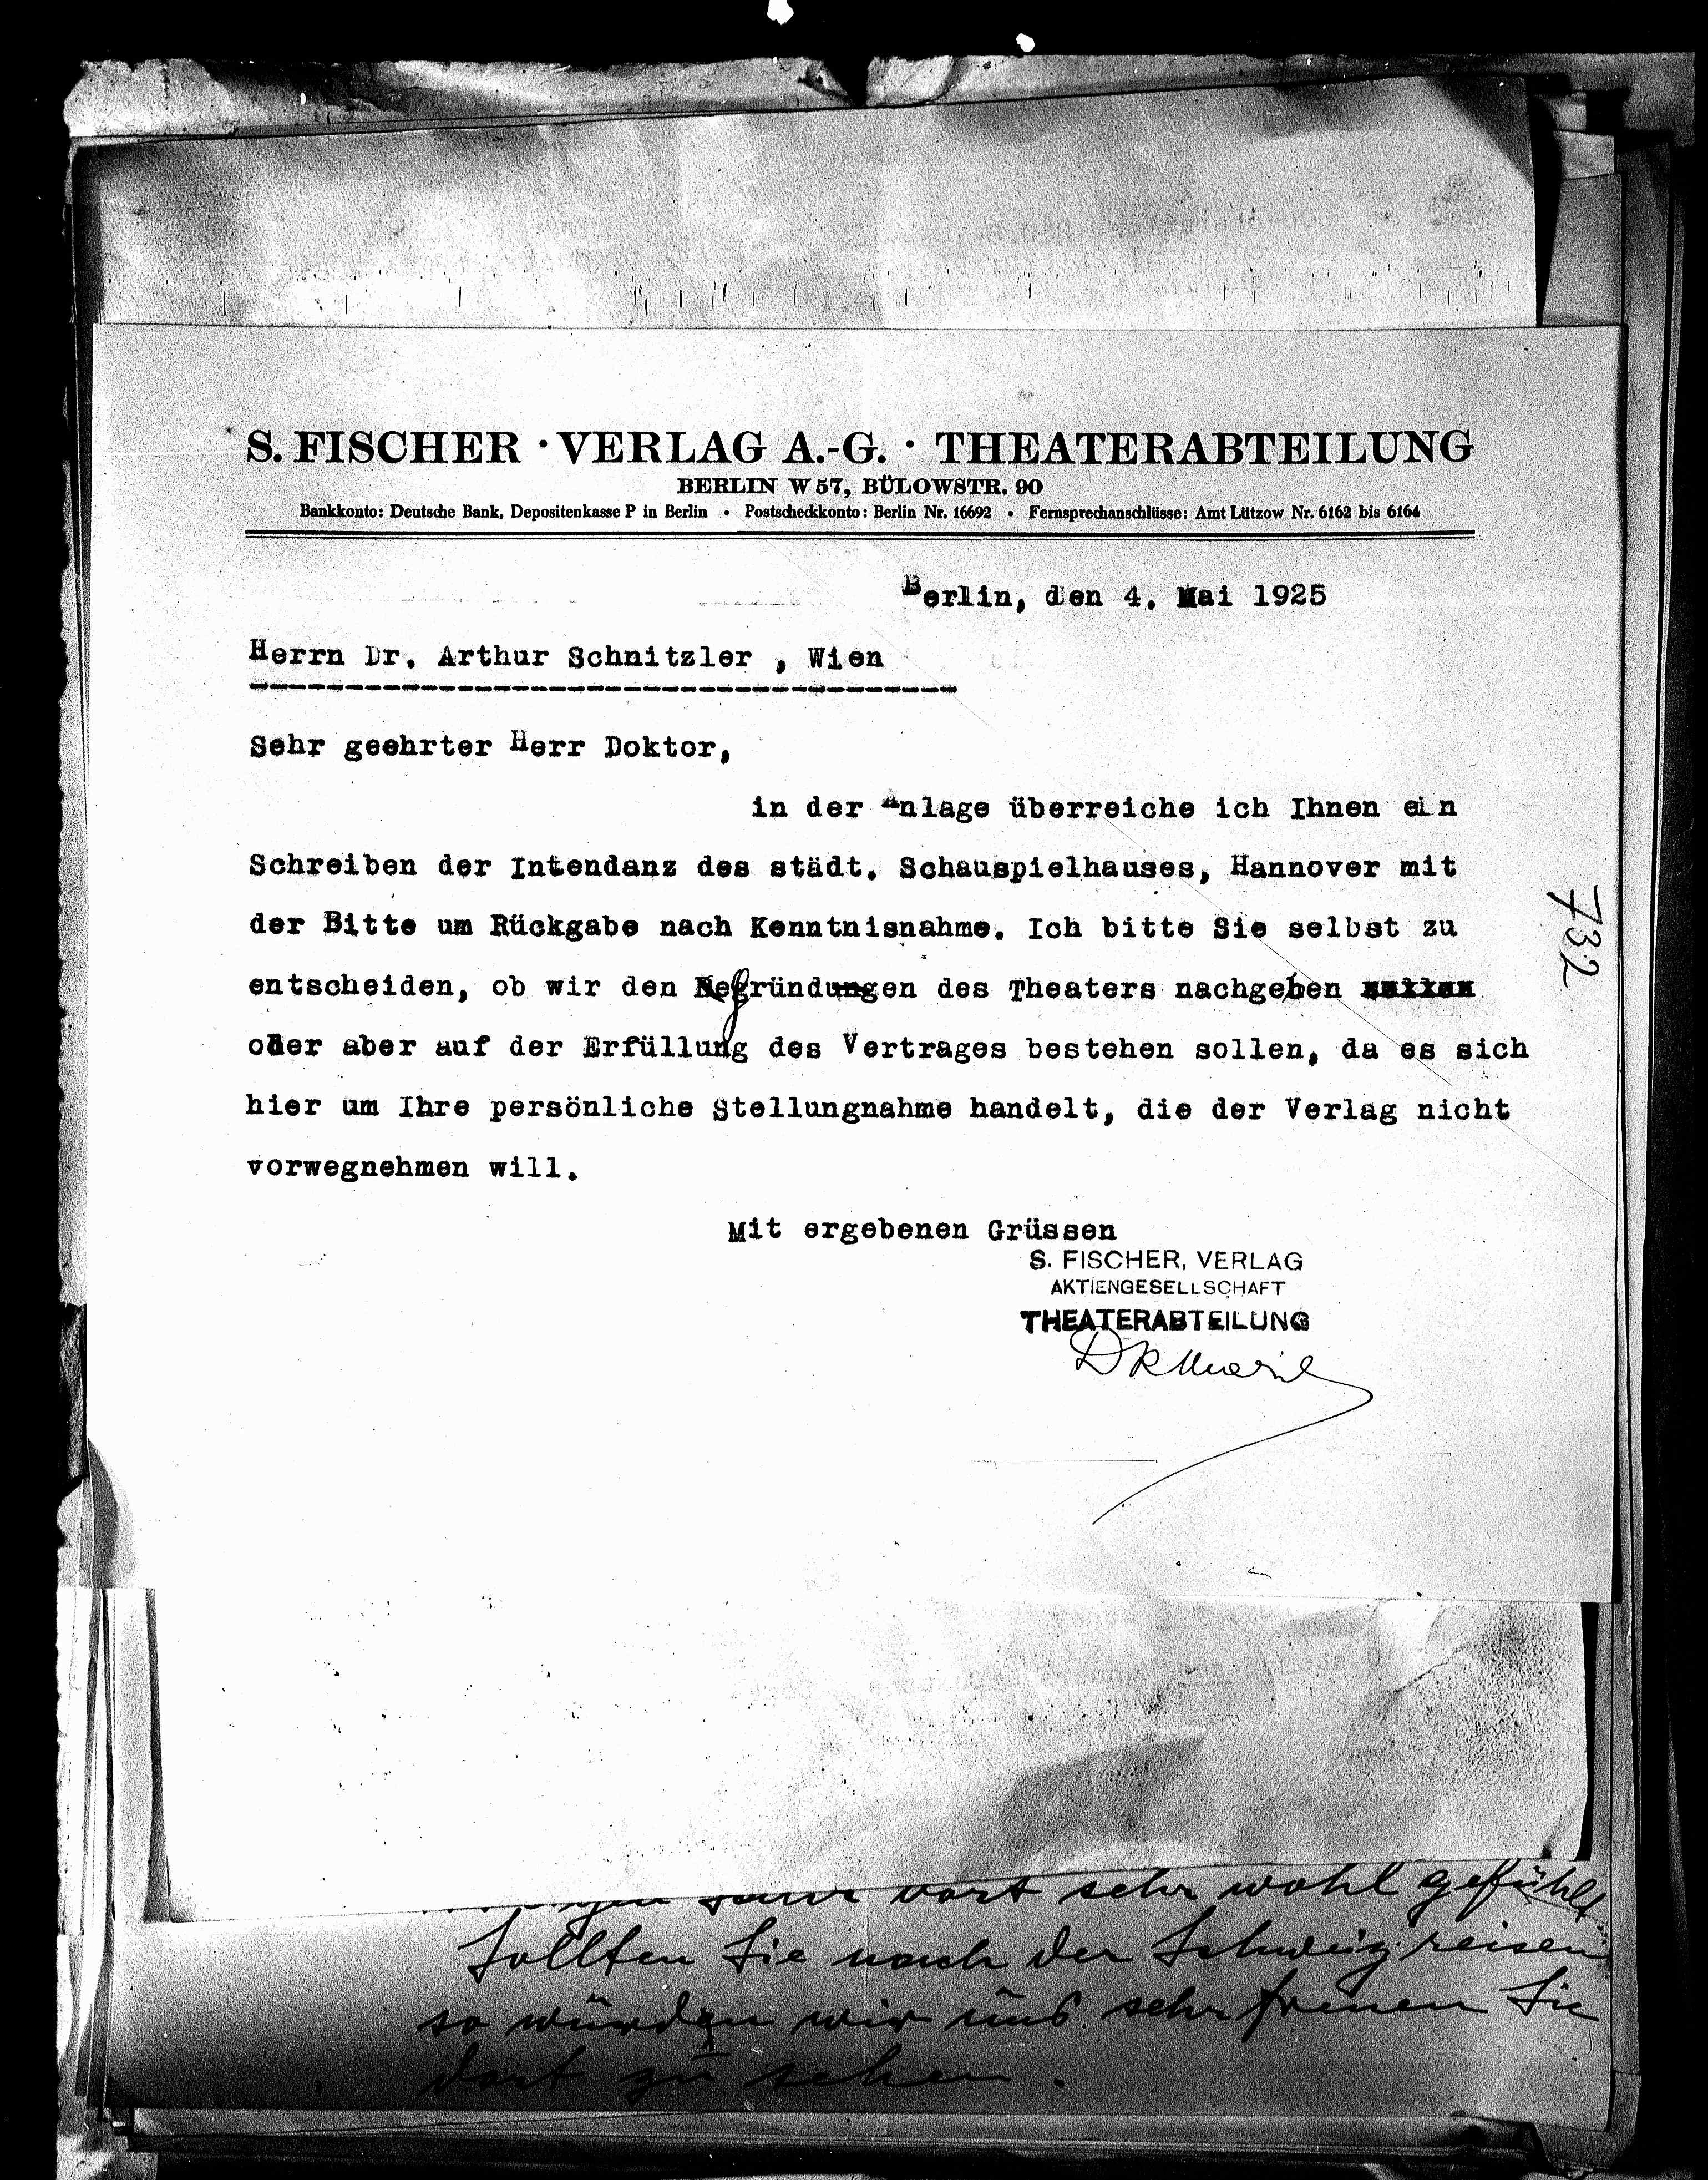 S. FISCHER · VERLAG A.-G. · THEATERABTEILUNG
BERLIN W 57, BÜLOWSTR. 90
Bankkonto: Deutsche Bank, Depositenkasse P in Berlin • Postscheckkonto: Berlin Nr. 16692 • Fernsprechanschlüsse: Amt Lützow Nr. 6162 bis 6164
Berlin, den 4. Mai 1925
Herrn Dr. Arthur Schnitzler , Wien
Sehr geehrter Herr Doktor,
in der Anlage überreiche ich Ihnen ein
Schreiben der Intendanz des städt. Schauspielhauses, Hannover mit
der Bitte um Rückgabe nach Kenntnisnahme. Ich bitte Sie selbst zu
entscheiden, ob wir den Gründen des Theaters nachgeben
oder aber auf der Erfüllung des Vertrages bestehen sollen, da es sich
hier um Ihre persönliche Stellungnahme handelt, die der Verlag nicht
vorwegnehmen will.
Mit ergebenen Grüssen
S. FISCHER, VERLAG
AKTIENGESELLSCHAFT
THEATERABTEILUNG
732
dort sehr wohl gefühlt.
Sollten Sie nach der Schweiz reisen
so würden wir uns sehr freuen Sie
dort zu sehen.